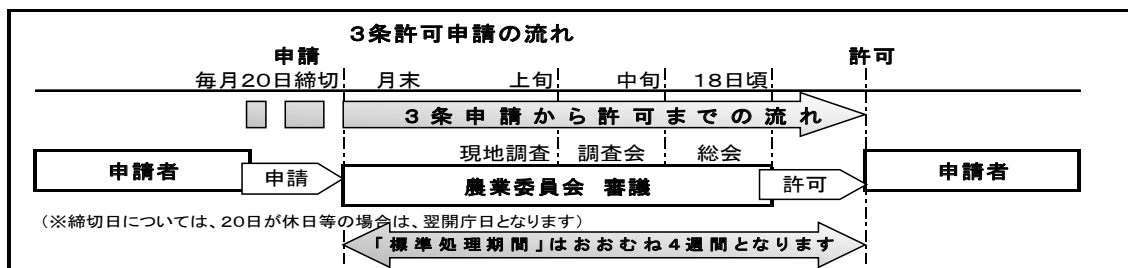 3条許可申請の流れ
申請
許可
毎月20日締切
月末
上旬
中旬
18日頃
3条申請から許可までの流れ
現地調査
調査会
総会
申請者
申請
農業委員会 審議
許可
申請者
(※締切日については、20日が休日等の場合は、翌開庁日となります)
「標準処理期間」はおおむね4週間となります